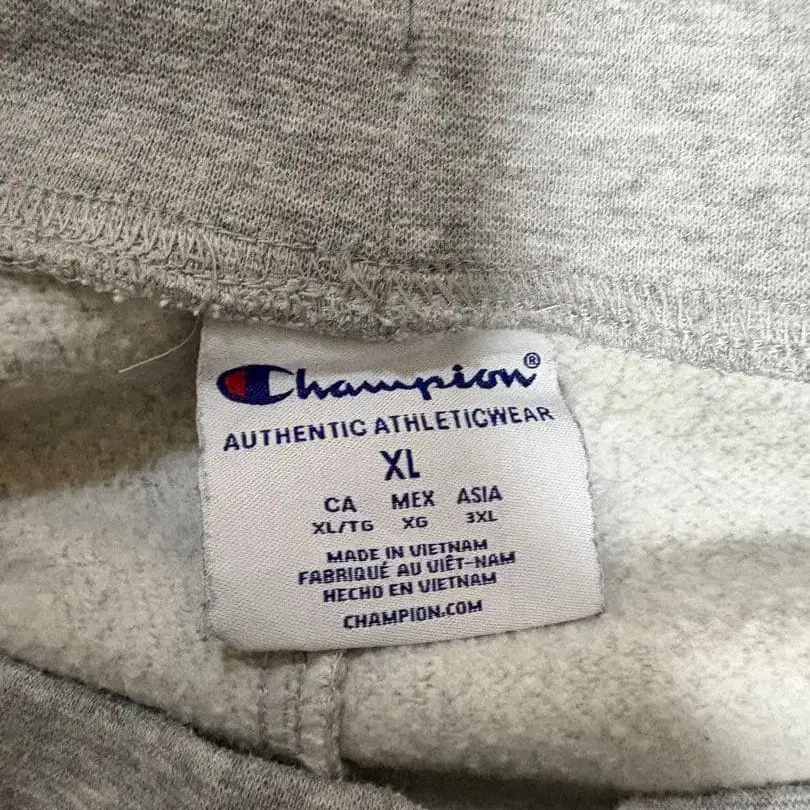 Champion®
AUTHENTIC ATHLETICWEAR
XL
CA MEX ASIA
XL/TG XG 3XL
MADE IN VIETNAM
FABRIQUÉ AU VIÊT-NAM
HECHO EN VIETNAM
CHAMPION.COM